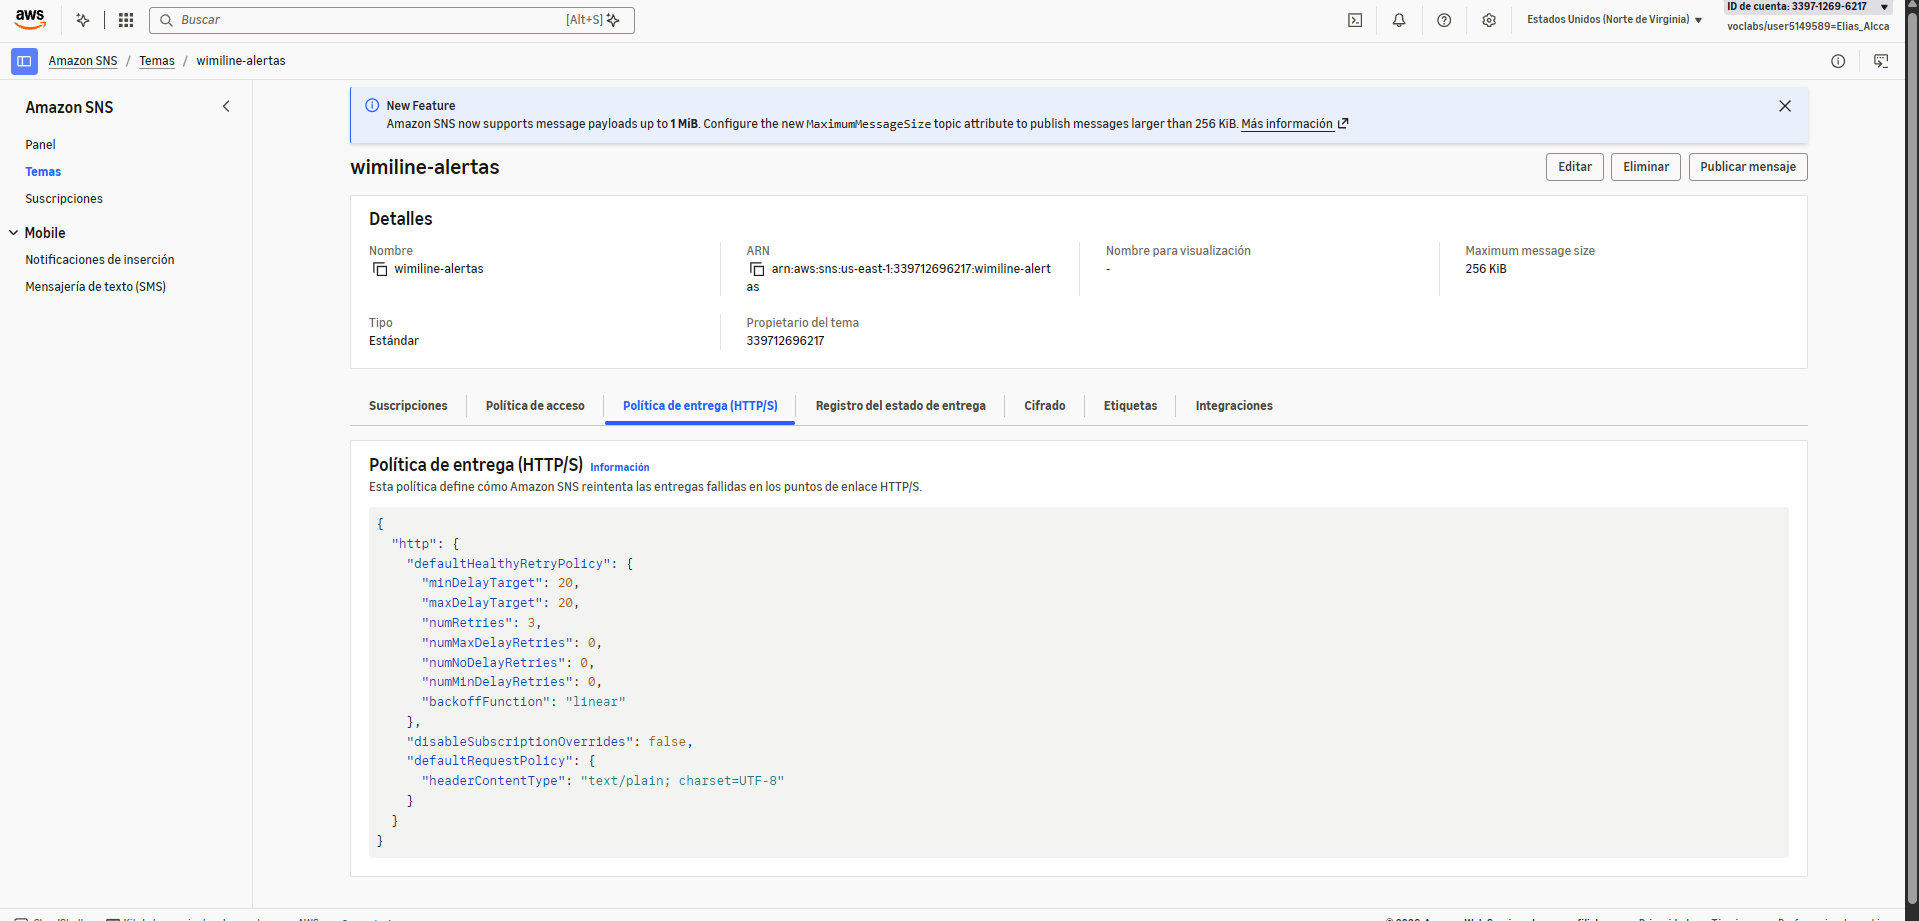 aws
Buscar
[Alt+S]
Estados Unidos (Norte de Virginia)
ID de cuenta: 3397-1269-6217
voclabs/user5149589=Elias_Alcca
Amazon SNS / Temas / wimiline-alertas
Amazon SNS
Panel
Temas
Suscripciones
Mobile
Notificaciones de inserción
Mensajería de texto (SMS)
New Feature
Amazon SNS now supports message payloads up to 1 MiB. Configure the new MaximumMessageSize topic attribute to publish messages larger than 256 KiB. Más información
wimiline-alertas
Editar
Eliminar
Publicar mensaje
Detalles
Nombre
wimiline-alertas
ARN
arn:aws:sns:us-east-1:339712696217:wimiline-alert
as
Nombre para visualización
-
Maximum message size
256 KiB
Tipo
Estándar
Propietario del tema
339712696217
Suscripciones
Política de acceso
Política de entrega (HTTP/S)
Registro del estado de entrega
Cifrado
Etiquetas
Integraciones
Política de entrega (HTTP/S) Información
Esta política define cómo Amazon SNS reintenta las entregas fallidas en los puntos de enlace HTTP/S.
{
"http": {
"defaultHealthyRetryPolicy": {
"minDelayTarget": 20,
"maxDelayTarget": 20,
"numRetries": 3,
"numMaxDelayRetries": 0,
"numNoDelayRetries": 0,
"numMinDelayRetries": 0,
"backoffFunction": "linear"
},
"disableSubscriptionOverrides": false,
"defaultRequestPolicy": {
"headerContentType": "text/plain; charset=UTF-8"
}
}
}